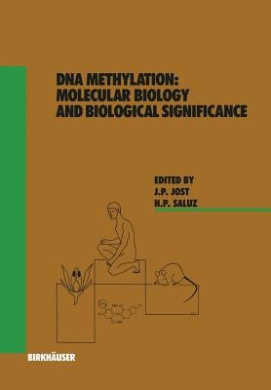 DNA METHYLATION:
MOLECULAR BIOLOGY
AND BIOLOGICAL SIGNIFICANCE
EDITED BY
J.P. JOST
H.P. SALUZ
BIRKHÄUSER